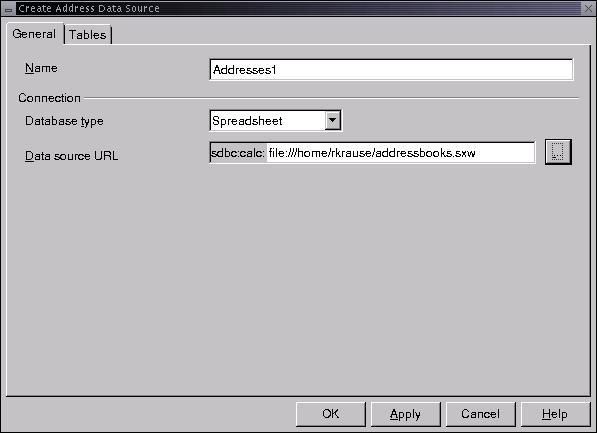 Create Address Data Source
General Tables
Name Addresses1
Connection
Database type Spreadsheet
Data source URL sdbc:calc: file:///home/rkrause/addressbooks.sxw ...
OK Apply Cancel Help